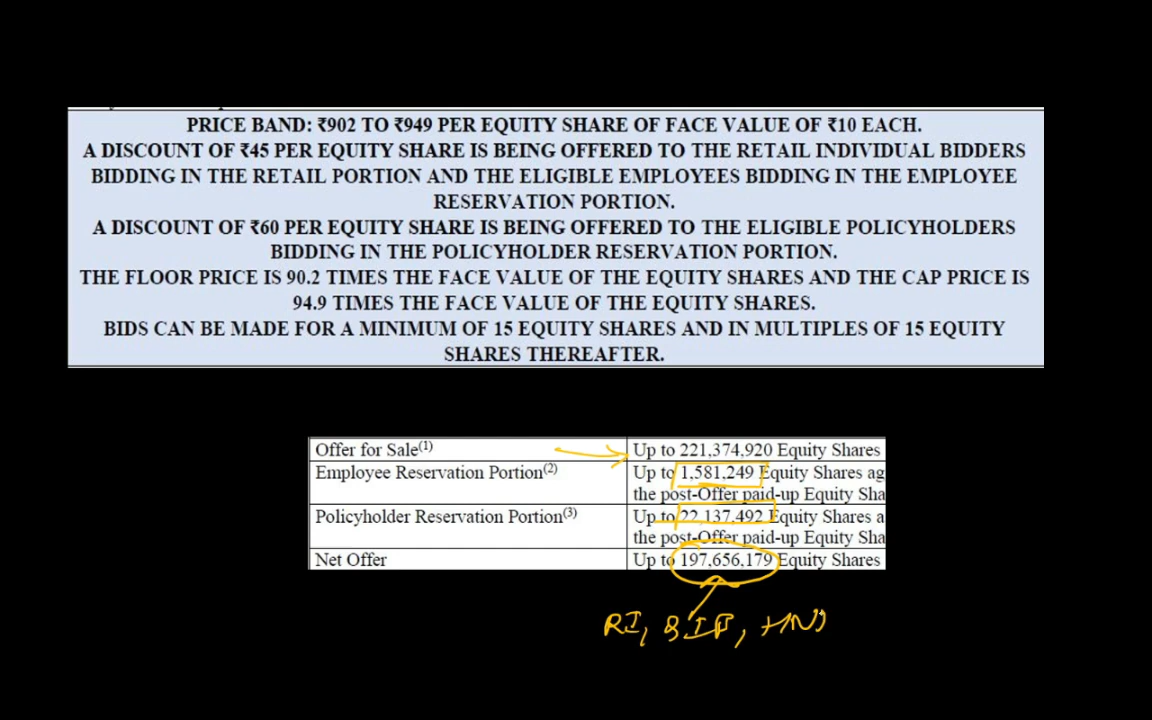 PRICE BAND: ₹902 TO ₹949 PER EQUITY SHARE OF FACE VALUE OF ₹10 EACH.
A DISCOUNT OF ₹45 PER EQUITY SHARE IS BEING OFFERED TO THE RETAIL INDIVIDUAL BIDDERS
BIDDING IN THE RETAIL PORTION AND THE ELIGIBLE EMPLOYEES BIDDING IN THE EMPLOYEE
RESERVATION PORTION.
A DISCOUNT OF ₹60 PER EQUITY SHARE IS BEING OFFERED TO THE ELIGIBLE POLICYHOLDERS
BIDDING IN THE POLICYHOLDER RESERVATION PORTION.
THE FLOOR PRICE IS 90.2 TIMES THE FACE VALUE OF THE EQUITY SHARES AND THE CAP PRICE IS
94.9 TIMES THE FACE VALUE OF THE EQUITY SHARES.
BIDS CAN BE MADE FOR A MINIMUM OF 15 EQUITY SHARES AND IN MULTIPLES OF 15 EQUITY
SHARES THEREAFTER.
Offer for Sale(1) Up to 221,374,920 Equity Shares
Employee Reservation Portion(2) Up to 1,581,249 Equity Shares ag
the post-Offer paid-up Equity Sha
Policyholder Reservation Portion(3) Up to 22,137,492 Equity Shares a
the post-Offer paid-up Equity Sha
Net Offer Up to 197,656,179 Equity Shares
RI, QIB, HNI